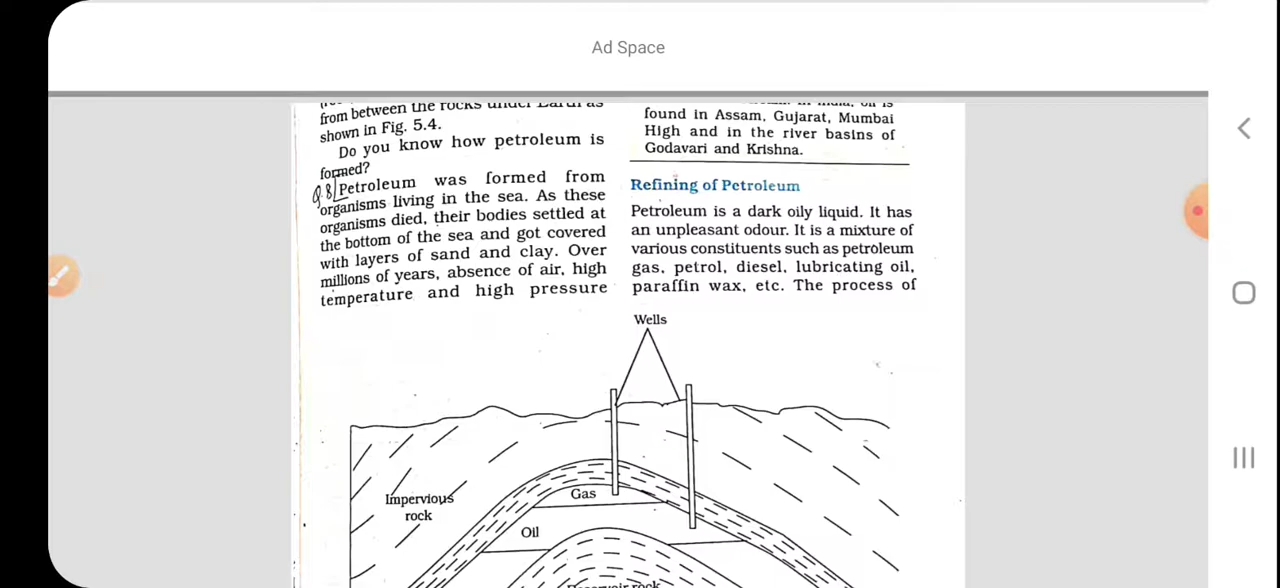 Ad Space
from between the rocks under Earth as
shown in Fig. 5.4.
Do you know how petroleum is
formed?
Q.8 Petroleum was formed from
organisms living in the sea. As these
organisms died, their bodies settled at
the bottom of the sea and got covered
with layers of sand and clay. Over
millions of years, absence of air, high
temperature and high pressure
found in Assam, Gujarat, Mumbai
High and in the river basins of
Godavari and Krishna.
Refining of Petroleum
Petroleum is a dark oily liquid. It has
an unpleasant odour. It is a mixture of
various constituents such as petroleum
gas, petrol, diesel, lubricating oil,
paraffin wax, etc. The process of
Wells
Impervious
rock
Gas
Oil
Reservoir rock